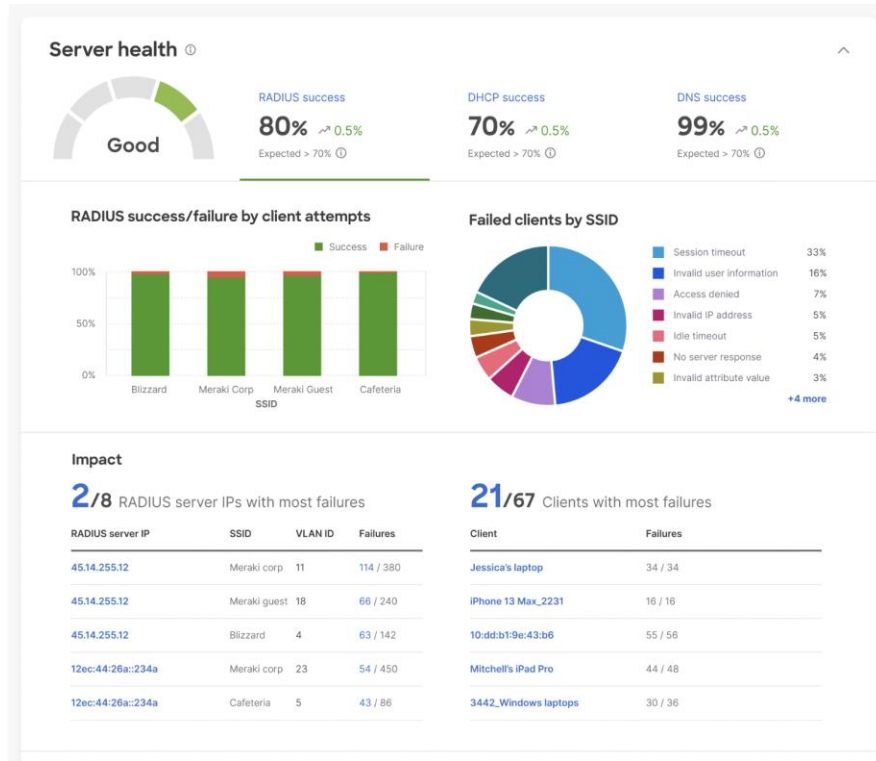 Server health
Good
RADIUS success
80% 0.5%
Expected > 70%
DHCP success
70% 0.5%
Expected > 70%
DNS success
99% 0.5%
Expected > 70%
RADIUS success/failure by client attempts
Success Failure
100%
50%
0%
Blizzard Meraki Corp Meraki Guest Cafeteria
SSID
Failed clients by SSID
Session timeout 33%
Invalid user information 16%
Access denied 7%
Invalid IP address 5%
Idle timeout 5%
No server response 4%
Invalid attribute value 3%
+4 more
Impact
2/8 RADIUS server IPs with most failures
RADIUS server IP SSID VLAN ID Failures
45.14.255.12 Meraki corp 11 114 / 380
45.14.255.12 Meraki guest 18 66 / 240
45.14.255.12 Blizzard 4 63 / 142
12ec:44:26a::234a Meraki corp 23 54 / 450
12ec:44:26a::234a Cafeteria 5 43 / 86
21/67 Clients with most failures
Client Failures
Jessica's laptop 34 / 34
iPhone 13 Max_2231 16 / 16
10:dd:b1:9e:43:b6 55 / 56
Mitchell's iPad Pro 44 / 48
3442_Windows laptops 30 / 36